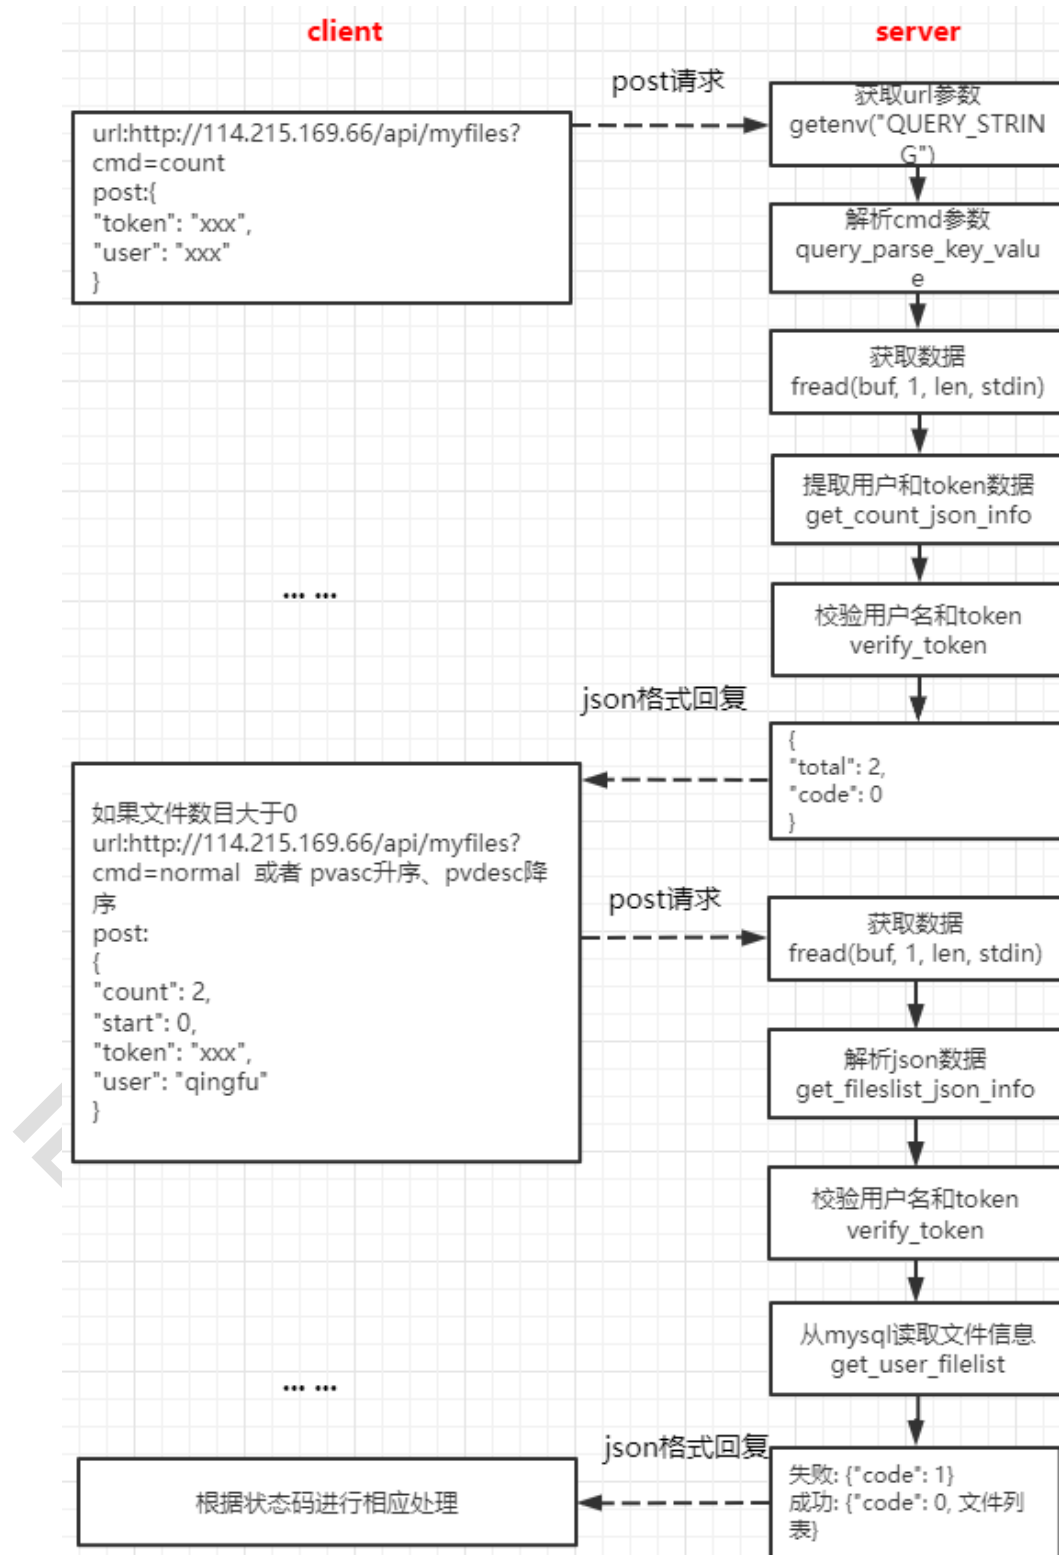 client
server
post请求
获取url参数
getenv("QUERY_STRIN
G")
url:http://114.215.169.66/api/myfiles?
cmd=count
post:{
"token": "xxx",
"user": "xxx"
}
解析cmd参数
query_parse_key_valu
e
获取数据
fread(buf, 1, len, stdin)
提取用户和token数据
get_count_json_info
... ...
校验用户名和token
verify_token
json格式回复
{
"total": 2,
"code": 0
}
如果文件数目大于0
url:http://114.215.169.66/api/myfiles?
cmd=normal 或者 pvasc升序、pvdesc降
序
post:
{
"count": 2,
"start": 0,
"token": "xxx",
"user": "qingfu"
}
post请求
获取数据
fread(buf, 1, len, stdin)
解析json数据
get_fileslist_json_info
校验用户名和token
verify_token
从mysql读取文件信息
get_user_filelist
... ...
json格式回复
失败: {"code": 1}
成功: {"code": 0, 文件列
表}
根据状态码进行相应处理